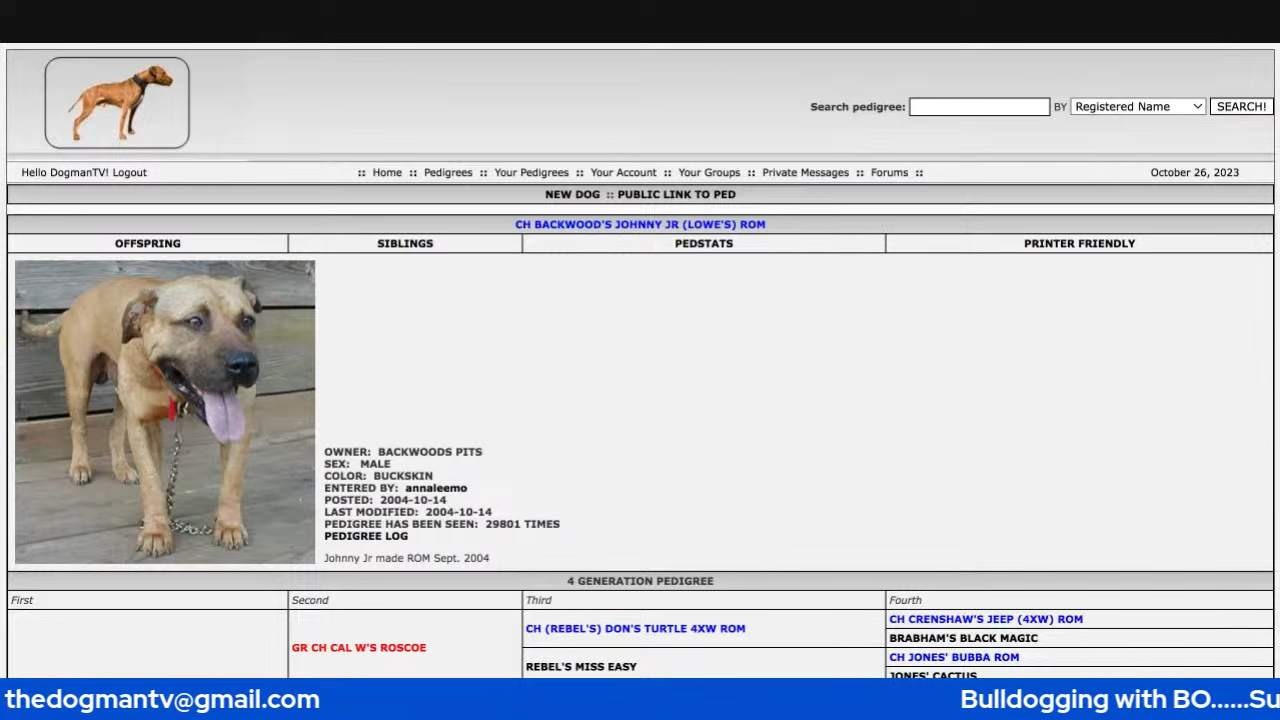 Search pedigree: BY Registered Name SEARCH!
Hello DogmanTV! Logout :: Home :: Pedigrees :: Your Pedigrees :: Your Account :: Your Groups :: Private Messages :: Forums :: October 26, 2023
NEW DOG :: PUBLIC LINK TO PED
CH BACKWOOD'S JOHNNY JR (LOWE'S) ROM
OFFSPRING SIBLINGS PEDSTATS PRINTER FRIENDLY
OWNER: BACKWOODS PITS
SEX: MALE
COLOR: BUCKSKIN
ENTERED BY: annaleemo
POSTED: 2004-10-14
LAST MODIFIED: 2004-10-14
PEDIGREE HAS BEEN SEEN: 29801 TIMES
PEDIGREE LOG
Johnny Jr made ROM Sept. 2004
4 GENERATION PEDIGREE
First Second Third Fourth
CH CRENSHAW'S JEEP (4XW) ROM
CH (REBEL'S) DON'S TURTLE 4XW ROM
BRABHAM'S BLACK MAGIC
GR CH CAL W'S ROSCOE
CH JONES' BUBBA ROM
REBEL'S MISS EASY
JONES' CACTUS
thedogmantv@gmail.com Bulldogging with BO......Su